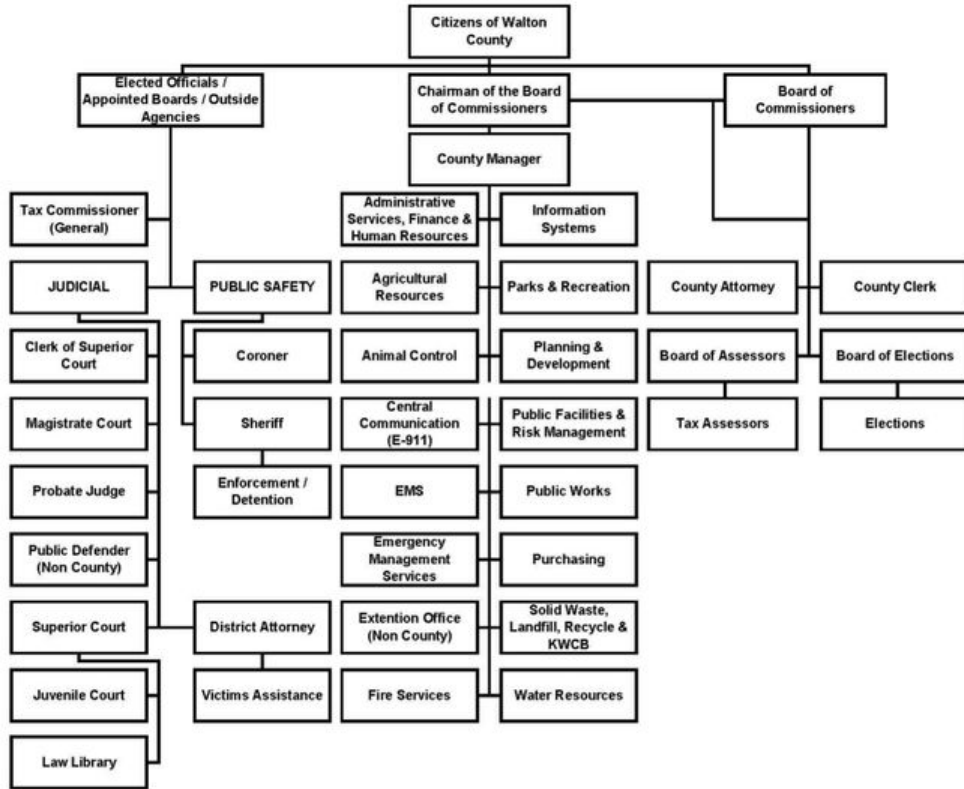 Citizens of Walton
County
Elected Officials /
Appointed Boards / Outside
Agencies
Chairman of the Board
of Commissioners
Board of
Commissioners
County Manager
Tax Commissioner
(General)
Administrative
Services, Finance &
Human Resources
Information
Systems
JUDICIAL
PUBLIC SAFETY
Agricultural
Resources
Parks & Recreation
County Attorney
County Clerk
Clerk of Superior
Court
Coroner
Animal Control
Planning &
Development
Board of Assessors
Board of Elections
Magistrate Court
Sheriff
Central
Communication
(E-911)
Public Facilities &
Risk Management
Tax Assessors
Elections
Probate Judge
Enforcement /
Detention
EMS
Public Works
Public Defender
(Non County)
Emergency
Management
Services
Purchasing
Superior Court
District Attorney
Extention Office
(Non County)
Solid Waste,
Landfill, Recycle &
KWCB
Juvenile Court
Victims Assistance
Fire Services
Water Resources
Law Library